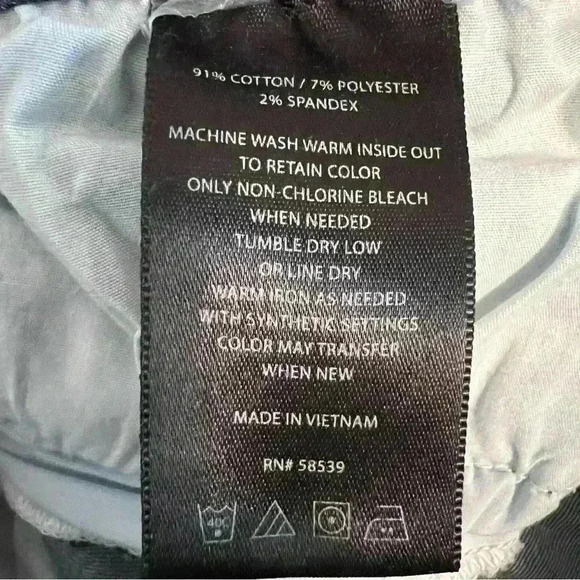 91% COTTON / 7% POLYESTER
2% SPANDEX
MACHINE WASH WARM INSIDE OUT
TO RETAIN COLOR
ONLY NON-CHLORINE BLEACH
WHEN NEEDED
TUMBLE DRY LOW
OR LINE DRY
WARM IRON AS NEEDED
WITH SYNTHETIC SETTINGS
COLOR MAY TRANSFER
WHEN NEW
MADE IN VIETNAM
RN# 58539
40C